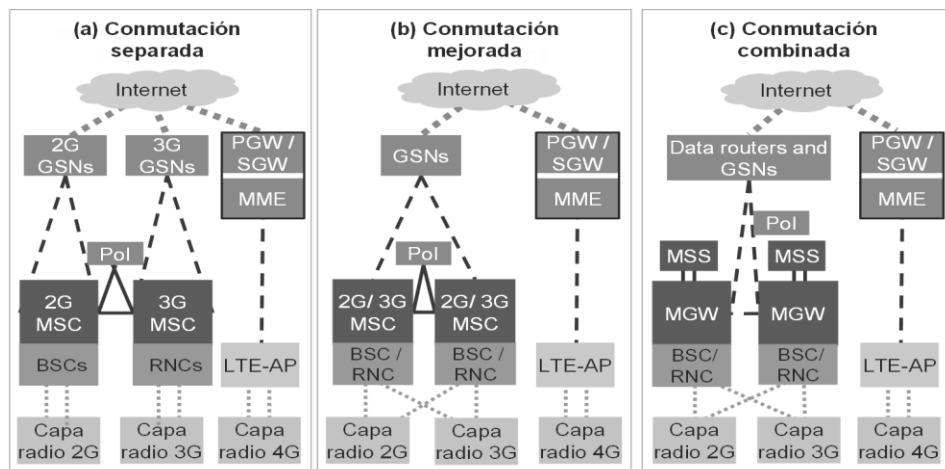 (a) Conmutación
separada
Internet
2G
GSNs
3G
GSNs
PGW /
SGW
MME
PoI
2G
MSC
3G
MSC
BSCs
RNCs
LTE-AP
Capa
radio 2G
Capa
radio 3G
Capa
radio 4G
(b) Conmutación
mejorada
Internet
GSNs
PGW /
SGW
MME
PoI
2G/ 3G
MSC
2G/ 3G
MSC
BSC /
RNC
BSC /
RNC
LTE-AP
Capa
radio 2G
Capa
radio 3G
Capa
radio 4G
(c) Conmutación
combinada
Internet
Data routers and
GSNs
PGW /
SGW
MME
PoI
MSS
MSS
MGW
MGW
BSC/
RNC
BSC/
RNC
LTE-AP
Capa
radio 2G
Capa
radio 3G
Capa
radio 4G